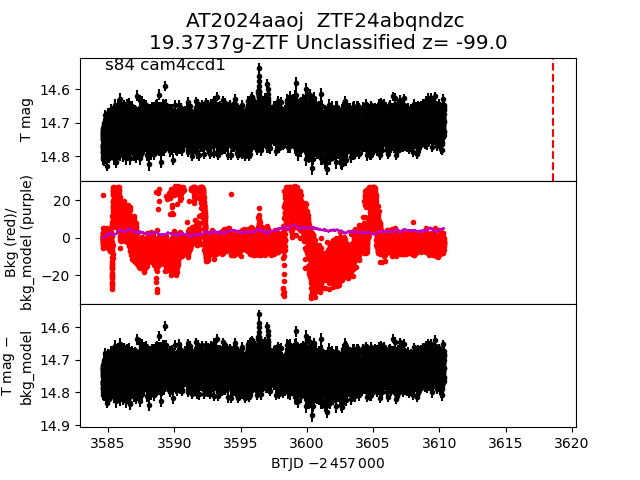 AT2024aaoj  ZTF24abqndzc
19.3737g-ZTF Unclassified z= -99.0
s84 cam4ccd1
T mag
14.6
14.7
14.8
Bkg (red)/
bkg_model (purple)
20
0
−20
T mag −
bkg_model
14.6
14.7
14.8
14.9
3585 3590 3595 3600 3605 3610 3615 3620
BTJD −2 457 000